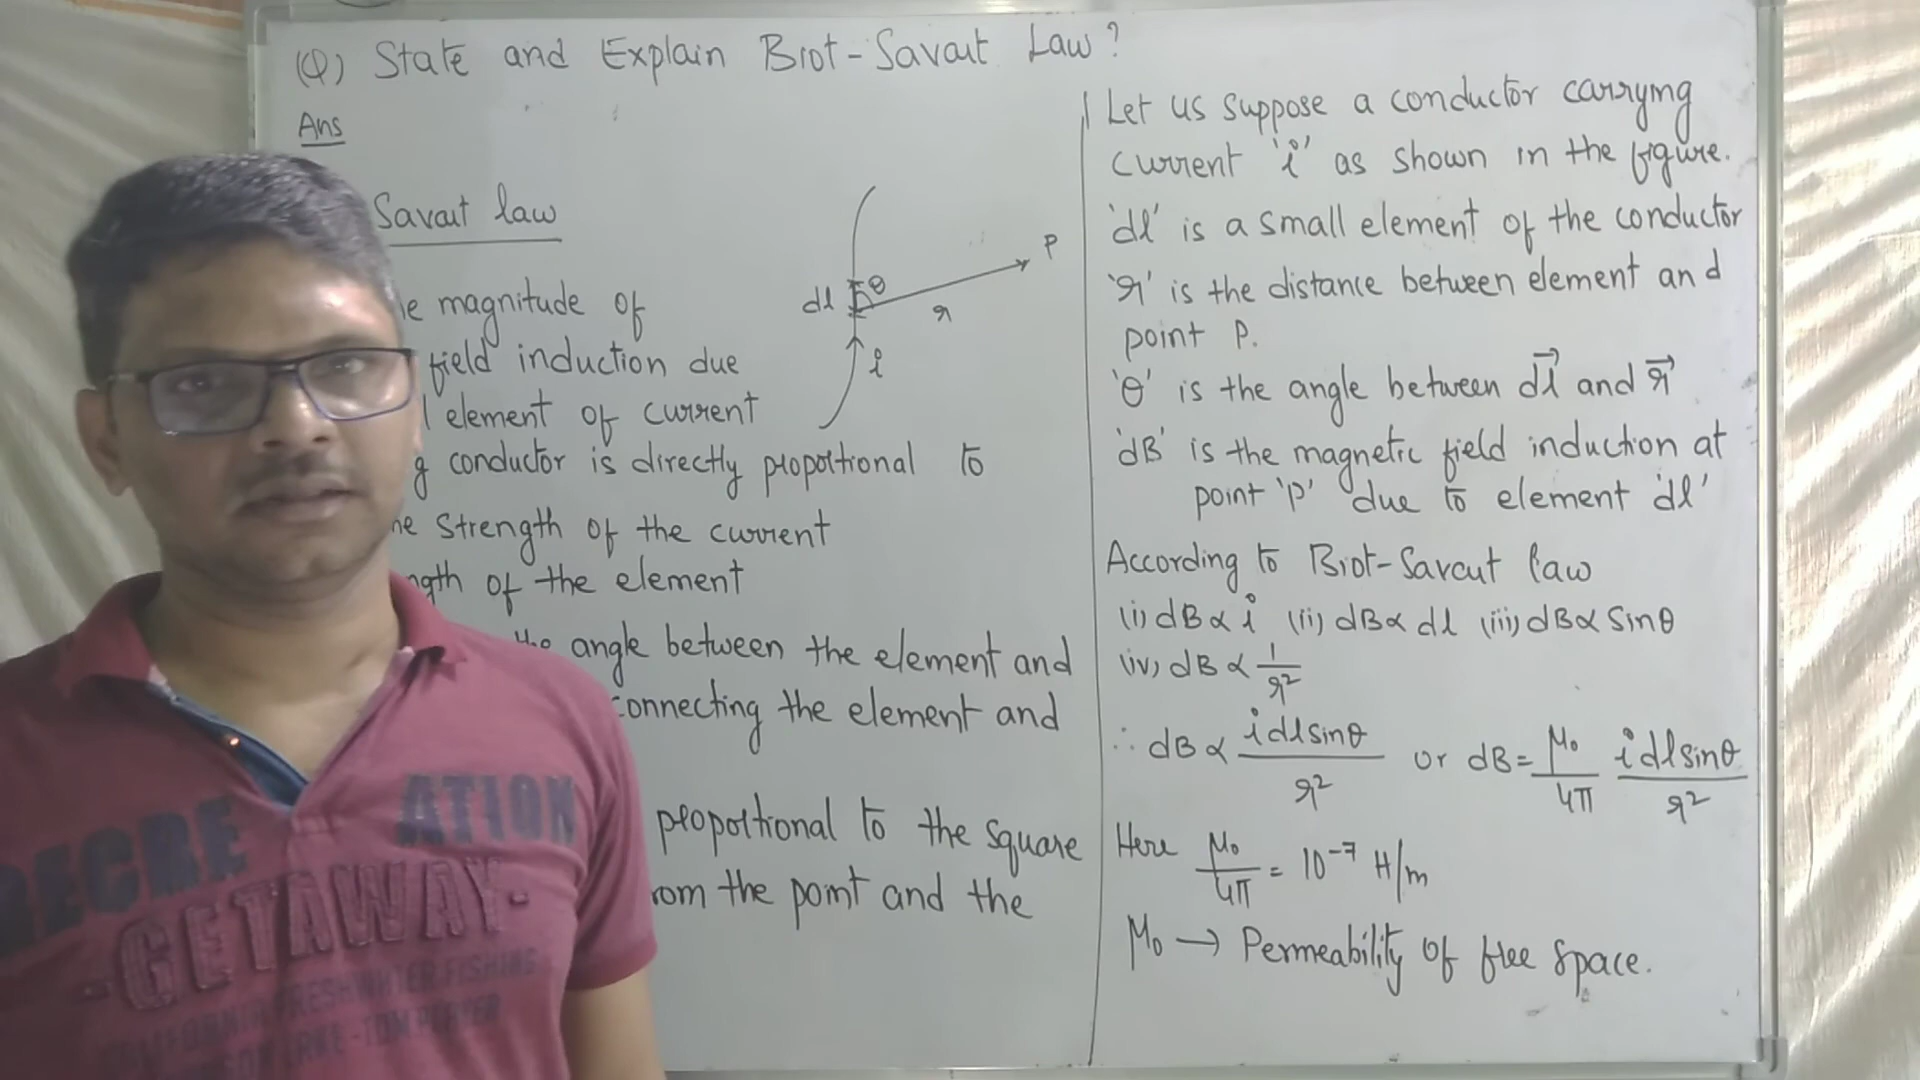 (Q) State and Explain Biot-Savart Law?
Ans
Savart law
magnitude of
field induction due
element of current
conductor is directly proportional to
Strength of the current
of the element
angle between the element and
connecting the element and
proportional to the square
the point and the
dl θ r P
i
Let us suppose a conductor carrying
current 'i' as shown in the figure.
'dl' is a small element of the conductor
'r' is the distance between element and
point P.
'θ' is the angle between d⃗l and r⃗
'dB' is the magnetic field induction at
point 'P' due to element 'dl'
According to Biot-Savart law
(i) dB ∝ i (ii) dB ∝ dl (iii) dB ∝ Sinθ
(iv) dB ∝ 1/r²
∴ dB ∝ i dl sinθ / r² or dB = μ₀/4π i dl sinθ / r²
Here μ₀/4π = 10⁻⁷ H/m
μ₀ → Permeability of free space.
RECRE ATION
-GETAWAY-